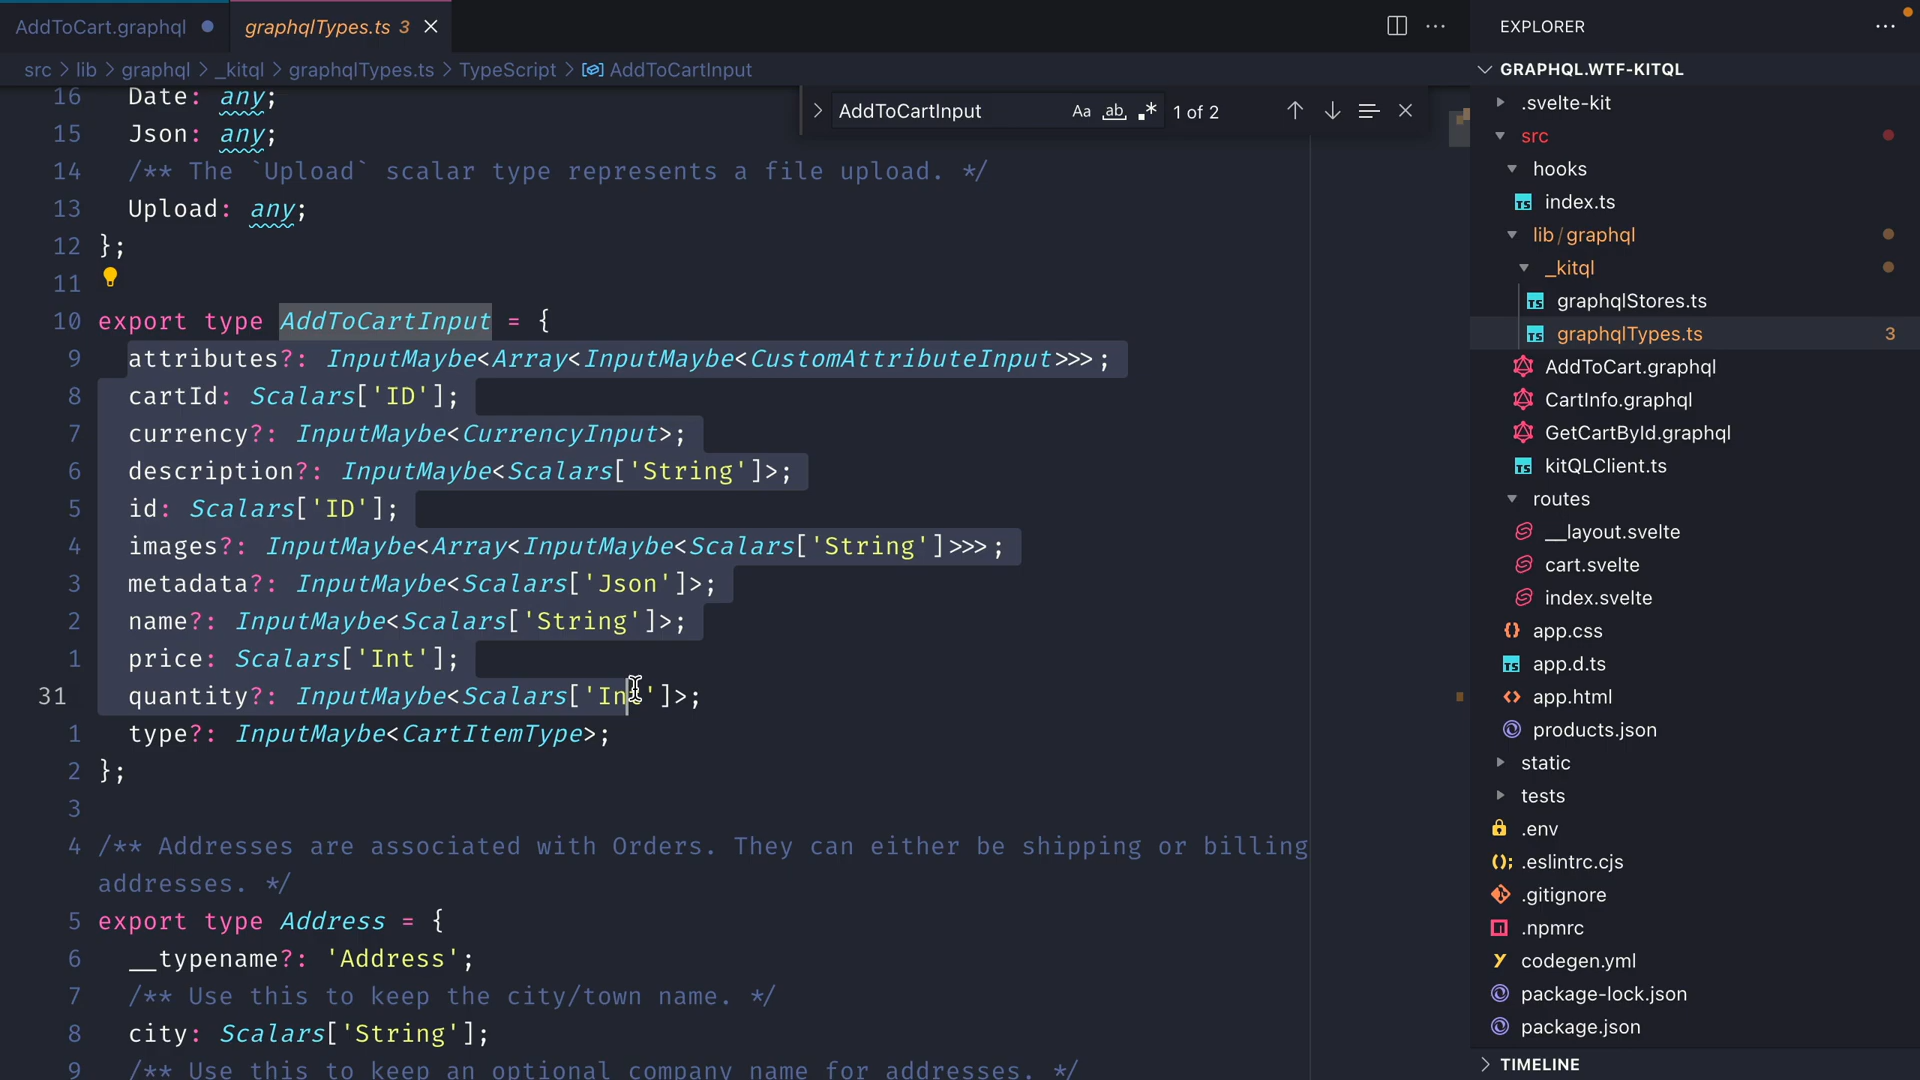 AddToCart.graphql
graphqlTypes.ts 3
src > lib > graphql > _kitql > graphqlTypes.ts > TypeScript > AddToCartInput
AddToCartInput Aa ab .* 1 of 2
16 Date: any;
15 Json: any;
14 /** The `Upload` scalar type represents a file upload. */
13 Upload: any;
12 };
11
10 export type AddToCartInput = {
9 attributes?: InputMaybe<Array<InputMaybe<CustomAttributeInput>>>;
8 cartId: Scalars['ID'];
7 currency?: InputMaybe<CurrencyInput>;
6 description?: InputMaybe<Scalars['String']>;
5 id: Scalars['ID'];
4 images?: InputMaybe<Array<InputMaybe<Scalars['String']>>>;
3 metadata?: InputMaybe<Scalars['Json']>;
2 name?: InputMaybe<Scalars['String']>;
1 price: Scalars['Int'];
31 quantity?: InputMaybe<Scalars['Int']>;
1 type?: InputMaybe<CartItemType>;
2 };
3
4 /** Addresses are associated with Orders. They can either be shipping or billing
addresses. */
5 export type Address = {
6 __typename?: 'Address';
7 /** Use this to keep the city/town name. */
8 city: Scalars['String'];
9 /** Use this to keep an optional company name for addresses. */
EXPLORER
GRAPHQL.WTF-KITQL
.svelte-kit
src
hooks
index.ts
lib/graphql
_kitql
graphqlStores.ts
graphqlTypes.ts 3
AddToCart.graphql
CartInfo.graphql
GetCartById.graphql
kitQLClient.ts
routes
__layout.svelte
cart.svelte
index.svelte
app.css
app.d.ts
app.html
products.json
static
tests
.env
.eslintrc.cjs
.gitignore
.npmrc
codegen.yml
package-lock.json
package.json
TIMELINE